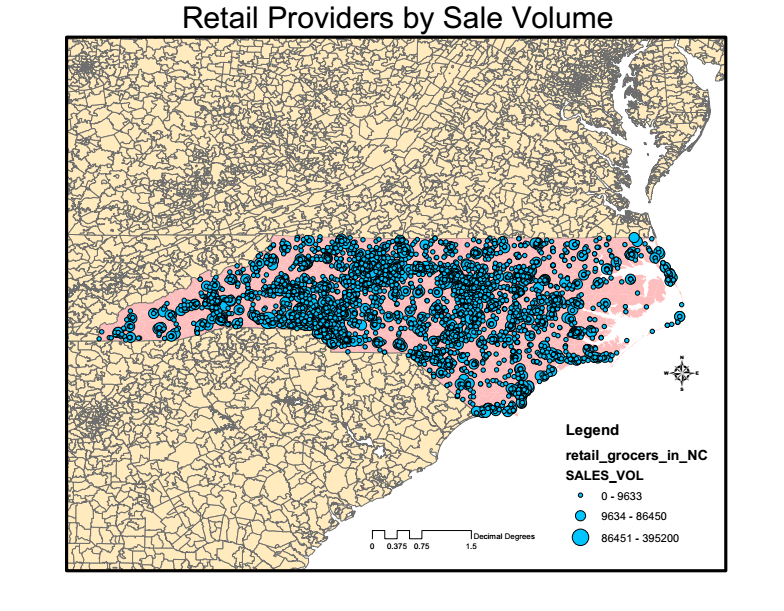 Retail Providers by Sale Volume
N
W E
S
Legend
retail_grocers_in_NC
SALES_VOL
0 - 9633
9634 - 86450
86451 - 395200
Decimal Degrees
0 0.375 0.75 1.5